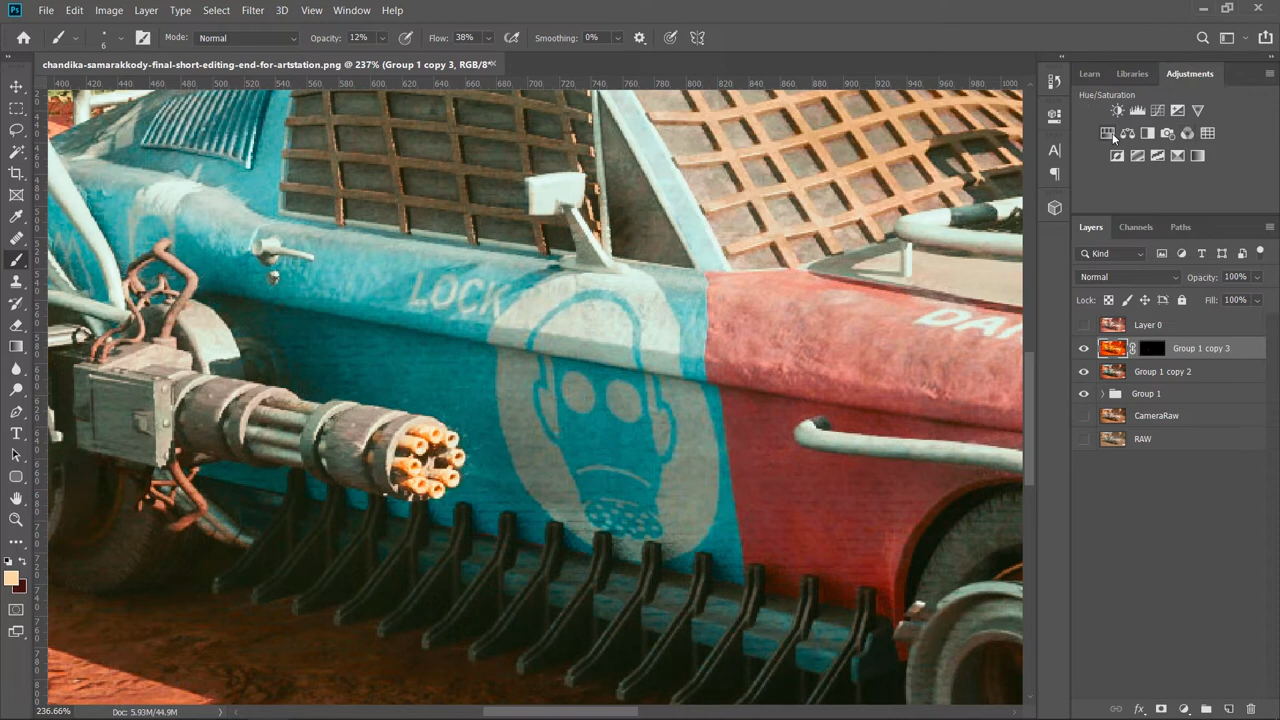 Ps File Edit Image Layer Type Select Filter 3D View Window Help
6 Mode: Normal Opacity: 12% Flow: 38% Smoothing: 0%
chandika-samarakkody-final-short-editing-end-for-artstation.png @ 237% (Group 1 copy 3, RGB/8*
400 420 440 460 480 500 520 540 560 580 600 620 640 660 680 700 720 740 760 780 800 820 840 860 880 900 920 940 960 980 1000
Learn Libraries Adjustments
Hue/Saturation
LOCK
DAN
Layers Channels Paths
Kind
Normal Opacity: 100%
Lock: Fill: 100%
Layer 0
Group 1 copy 3
Group 1 copy 2
Group 1
CameraRaw
RAW
236.66% Doc: 5.93M/44.9M